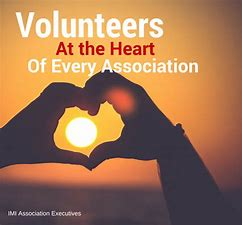 Volunteers
At the Heart
Of Every Association
IMI Association Executives